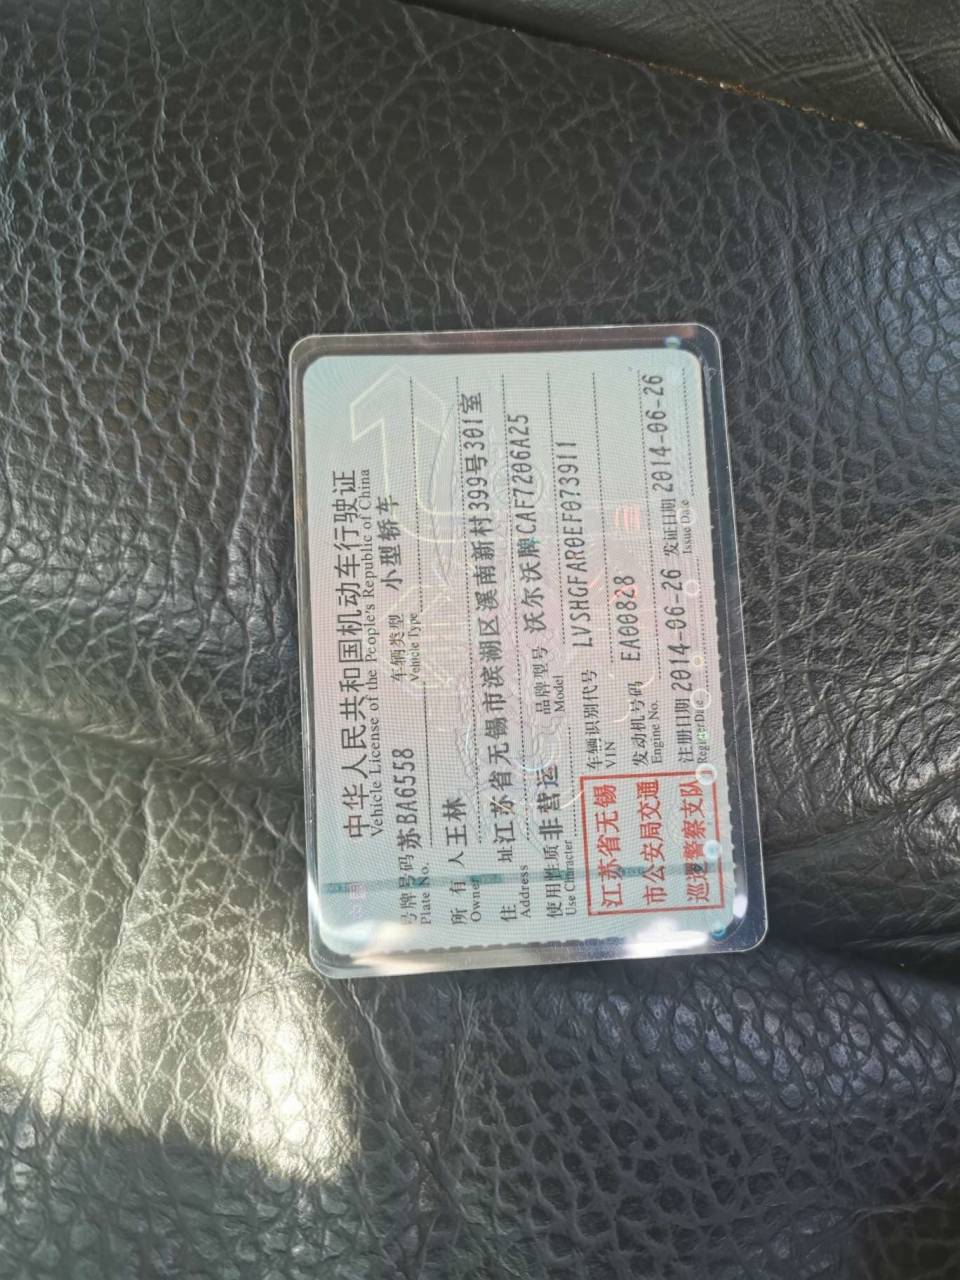 中华人民共和国机动车行驶证
Vehicle License of the People's Republic of China
号牌号码 苏BA6558 车辆类型 小型轿车
Plate No. Vehicle Type
所有人 王林
Owner
住址 江苏省无锡市滨湖区溪南新村399号301室
Address
使用性质 非营运 品牌型号 沃尔沃牌CAF7206A25
Use Character Model
车辆识别代号 LVSHGFAR0EF073911
VIN
发动机号码 EA00828
Engine No.
注册日期 2014-06-26 发证日期 2014-06-26
Register Date Issue Date
江苏省无锡
市公安局交通
巡逻警察支队